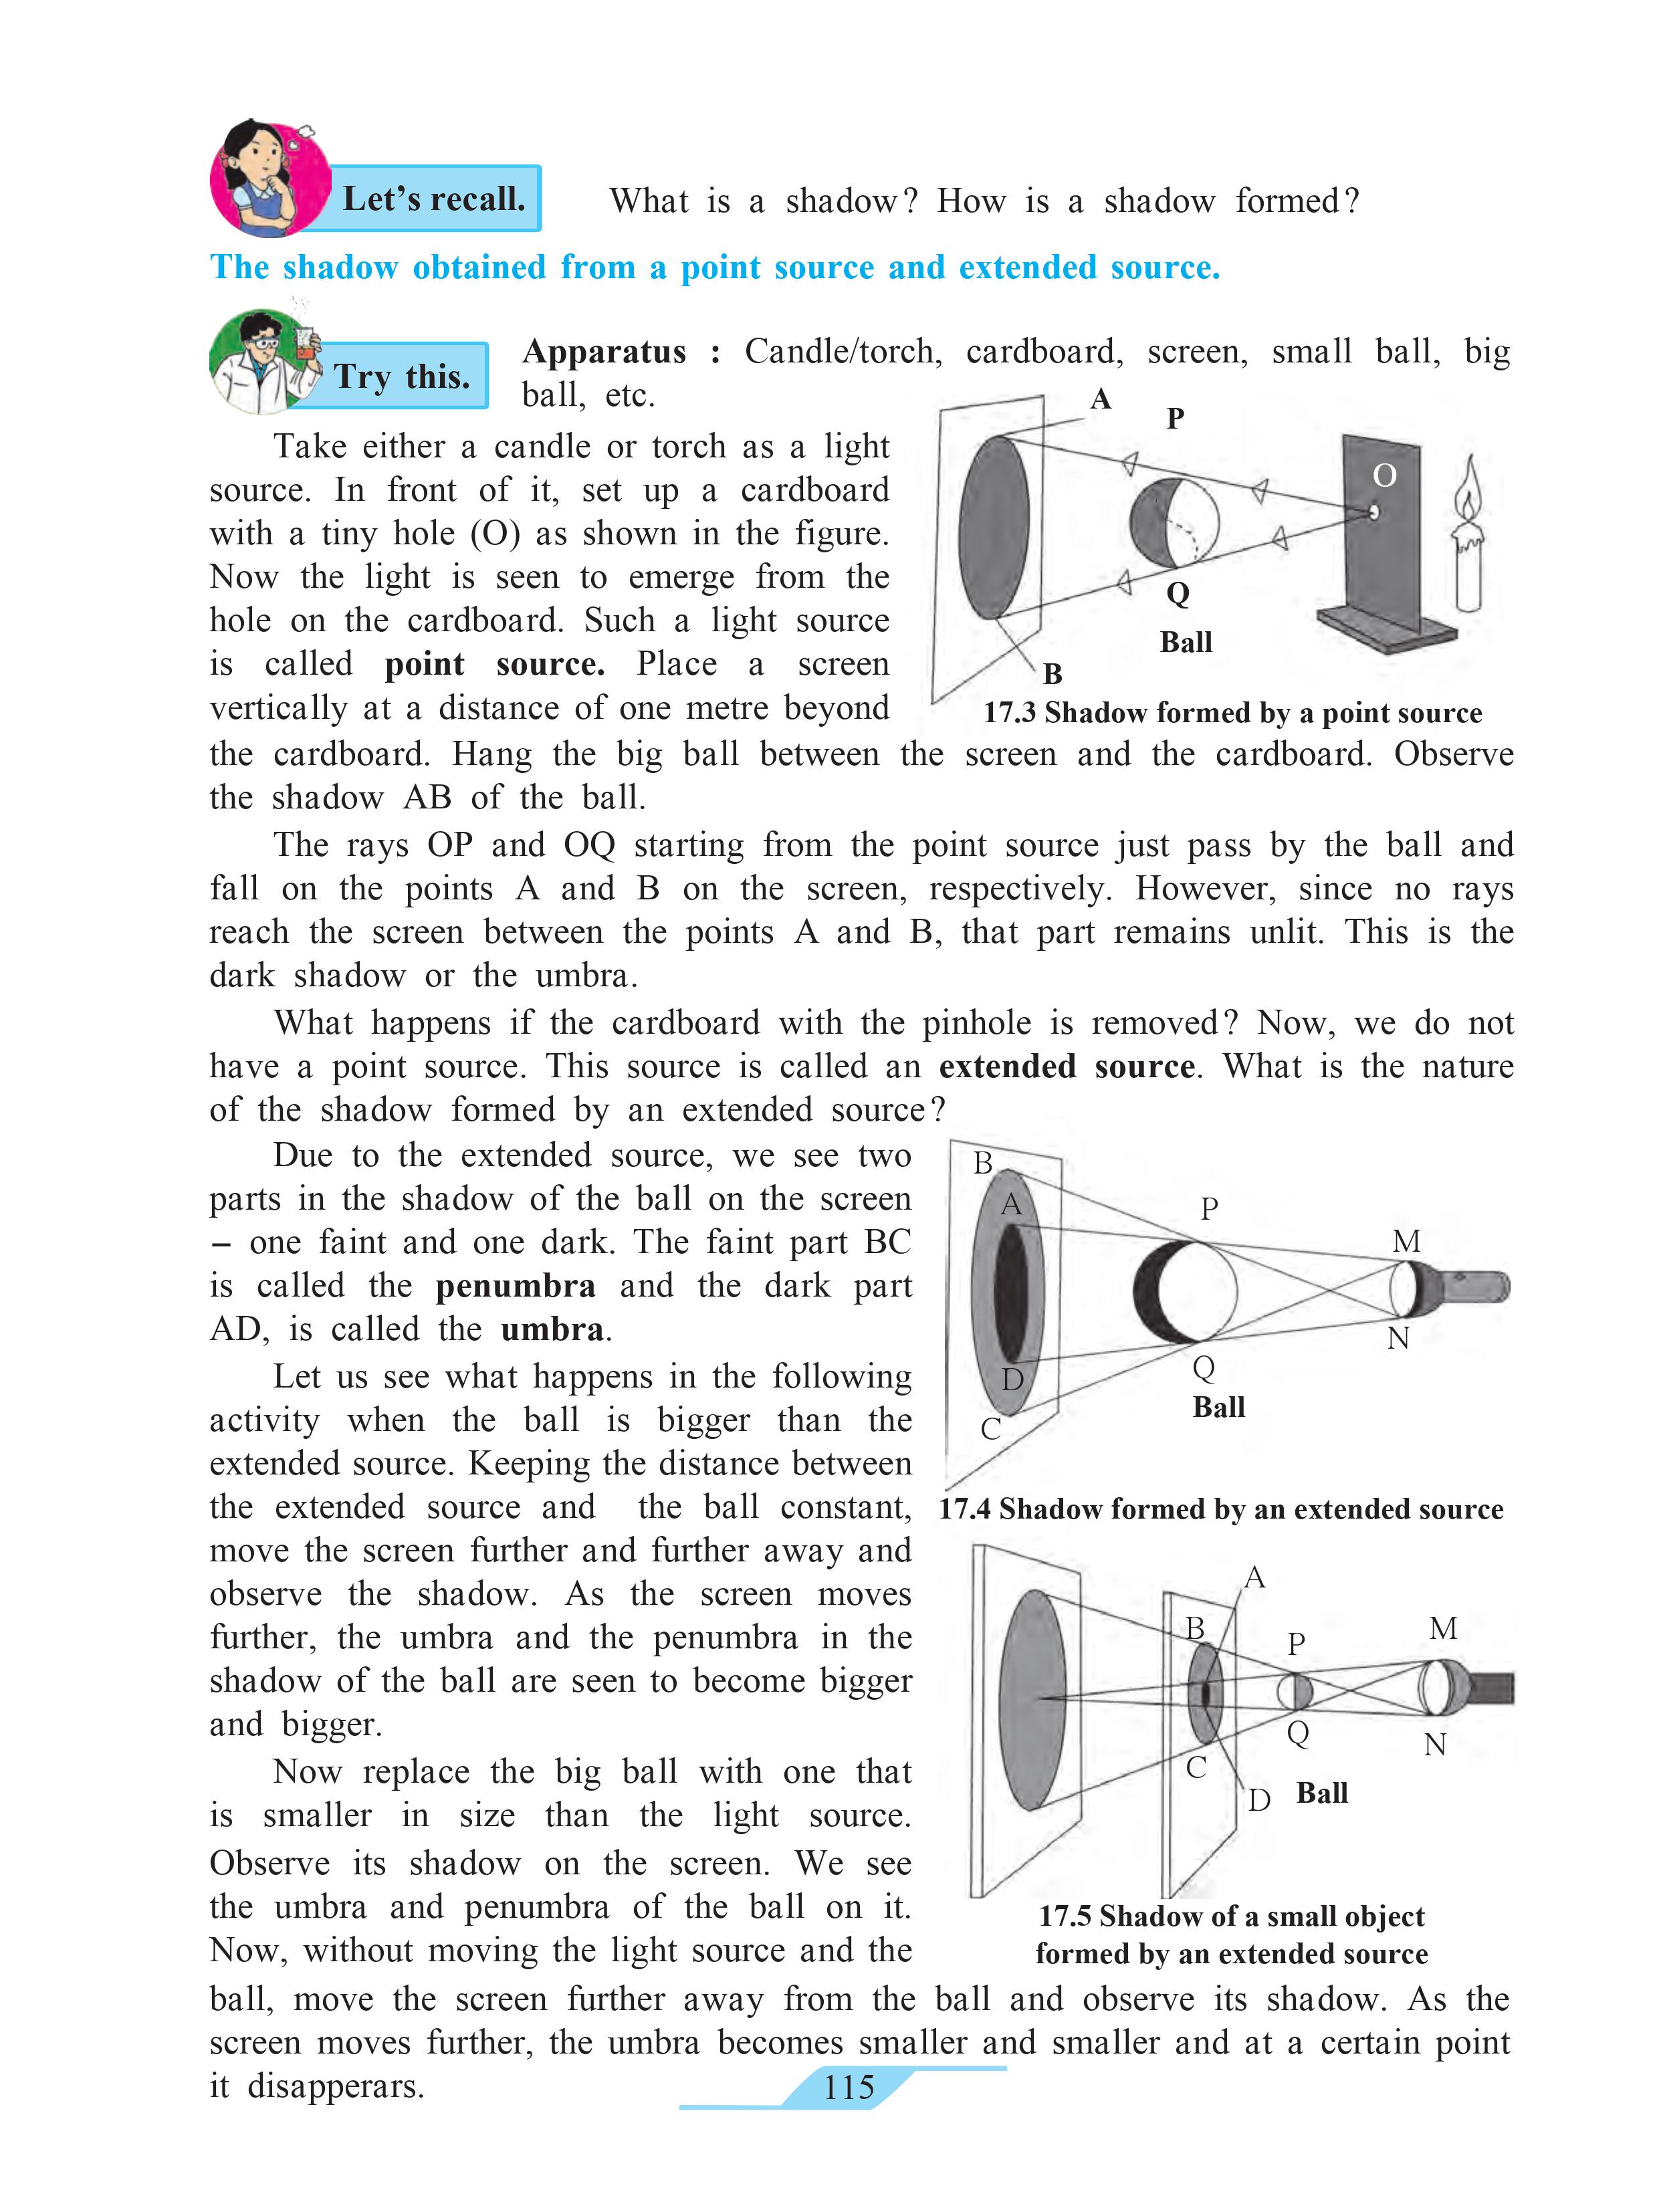 Let's recall. What is a shadow? How is a shadow formed?
The shadow obtained from a point source and extended source.
Try this.
Apparatus : Candle/torch, cardboard, screen, small ball, big
ball, etc.
Take either a candle or torch as a light
source. In front of it, set up a cardboard
with a tiny hole (O) as shown in the figure.
Now the light is seen to emerge from the
hole on the cardboard. Such a light source
is called point source. Place a screen
vertically at a distance of one metre beyond
A
P
O
Q
Ball
B
17.3 Shadow formed by a point source
the cardboard. Hang the big ball between the screen and the cardboard. Observe
the shadow AB of the ball.
The rays OP and OQ starting from the point source just pass by the ball and
fall on the points A and B on the screen, respectively. However, since no rays
reach the screen between the points A and B, that part remains unlit. This is the
dark shadow or the umbra.
What happens if the cardboard with the pinhole is removed? Now, we do not
have a point source. This source is called an extended source. What is the nature
of the shadow formed by an extended source?
Due to the extended source, we see two
parts in the shadow of the ball on the screen
– one faint and one dark. The faint part BC
is called the penumbra and the dark part
AD, is called the umbra.
Let us see what happens in the following
activity when the ball is bigger than the
extended source. Keeping the distance between
the extended source and the ball constant,
move the screen further and further away and
observe the shadow. As the screen moves
further, the umbra and the penumbra in the
shadow of the ball are seen to become bigger
and bigger.
Now replace the big ball with one that
is smaller in size than the light source.
Observe its shadow on the screen. We see
the umbra and penumbra of the ball on it.
Now, without moving the light source and the
B
A
P
M
N
D
Q
Ball
C
17.4 Shadow formed by an extended source
A
B
P
M
Q
N
C
D
Ball
17.5 Shadow of a small object
formed by an extended source
ball, move the screen further away from the ball and observe its shadow. As the
screen moves further, the umbra becomes smaller and smaller and at a certain point
it disapperars.
115